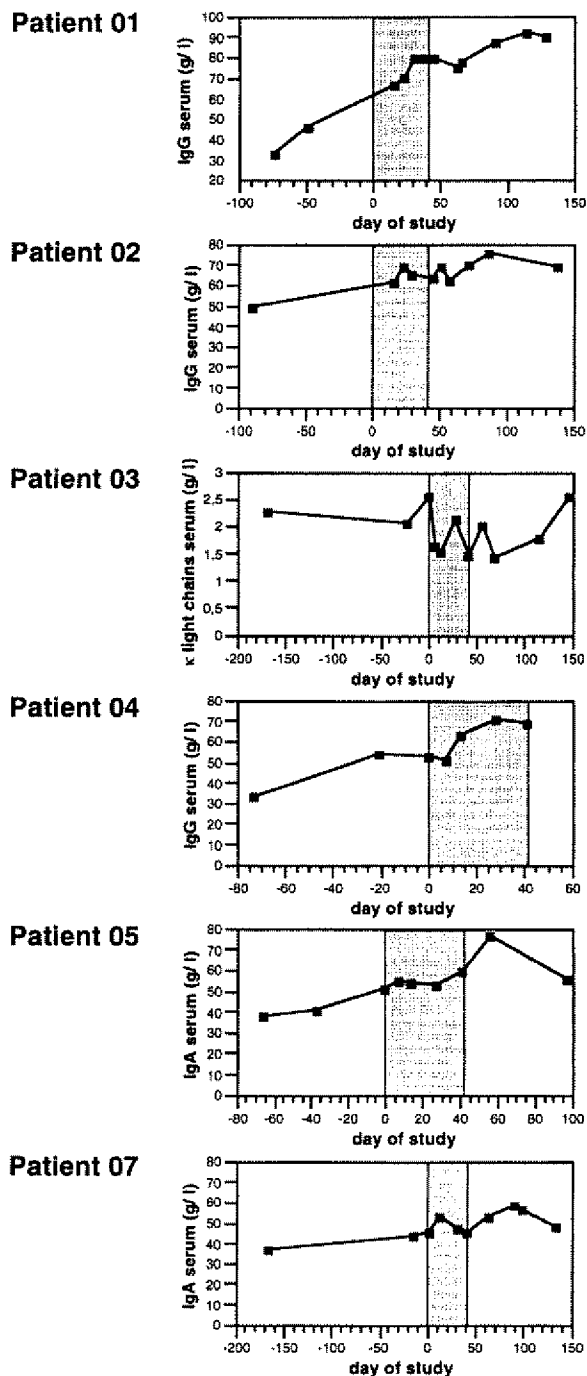 Patient 01
IgG serum (g/l)
100
90
80
70
60
50
40
30
20
-100 -50 0 50 100 150
day of study
Patient 02
IgG serum (g/l)
80
70
60
50
40
30
20
10
0
-100 -50 0 50 100 150
day of study
Patient 03
κ light chains serum (g/l)
3
2.5
2
1.5
1
0.5
0
-200 -150 -100 -50 0 50 100 150
day of study
Patient 04
IgG serum (g/l)
80
70
60
50
40
30
20
10
0
-80 -60 -40 -20 0 20 40 60
day of study
Patient 05
IgA serum (g/l)
80
70
60
50
40
30
20
10
0
-80 -60 -40 -20 0 20 40 60 80 100
day of study
Patient 07
IgA serum (g/l)
80
70
60
50
40
30
20
10
0
-200 -150 -100 -50 0 50 100 150
day of study